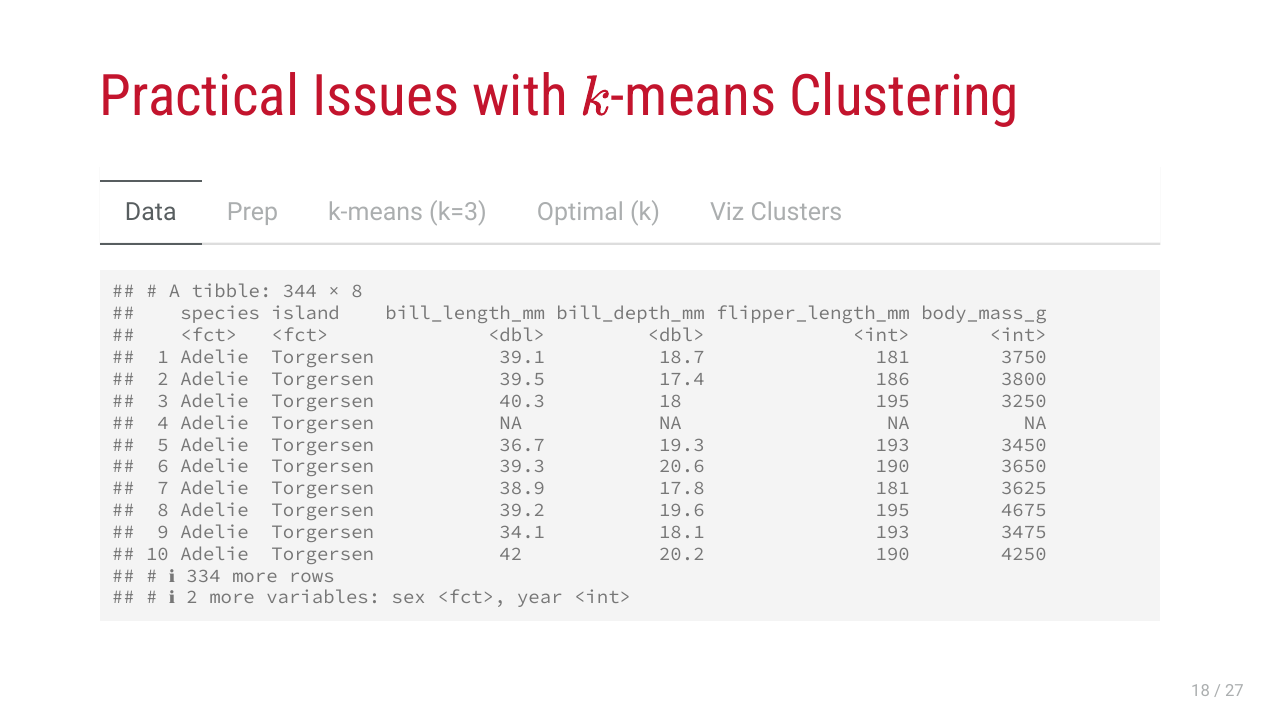 Practical Issues with k-means Clustering
Data Prep k-means (k=3) Optimal (k) Viz Clusters
## # A tibble: 344 × 8
##    species island    bill_length_mm bill_depth_mm flipper_length_mm body_mass_g
##    <fct>   <fct>              <dbl>         <dbl>             <int>       <int>
##  1 Adelie  Torgersen           39.1          18.7               181        3750
##  2 Adelie  Torgersen           39.5          17.4               186        3800
##  3 Adelie  Torgersen           40.3          18                 195        3250
##  4 Adelie  Torgersen           NA            NA                  NA          NA
##  5 Adelie  Torgersen           36.7          19.3               193        3450
##  6 Adelie  Torgersen           39.3          20.6               190        3650
##  7 Adelie  Torgersen           38.9          17.8               181        3625
##  8 Adelie  Torgersen           39.2          19.6               195        4675
##  9 Adelie  Torgersen           34.1          18.1               193        3475
## 10 Adelie  Torgersen           42            20.2               190        4250
## # ℹ 334 more rows
## # ℹ 2 more variables: sex <fct>, year <int>
18 / 27